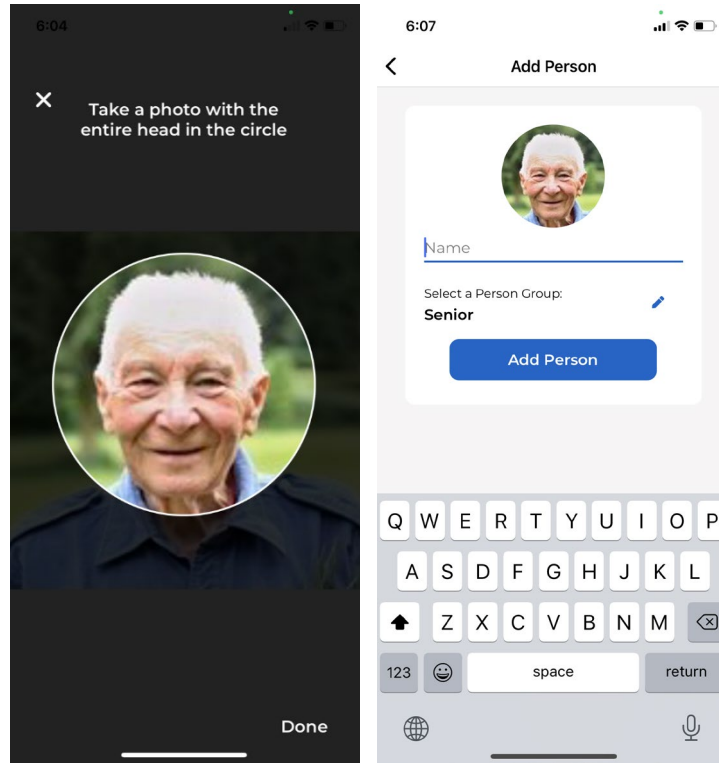 6:04
Take a photo with the
entire head in the circle
Done
6:07
Add Person
Name
Select a Person Group:
Senior
Add Person
Q W E R T Y U I O P
A S D F G H J K L
Z X C V B N M
123 space return